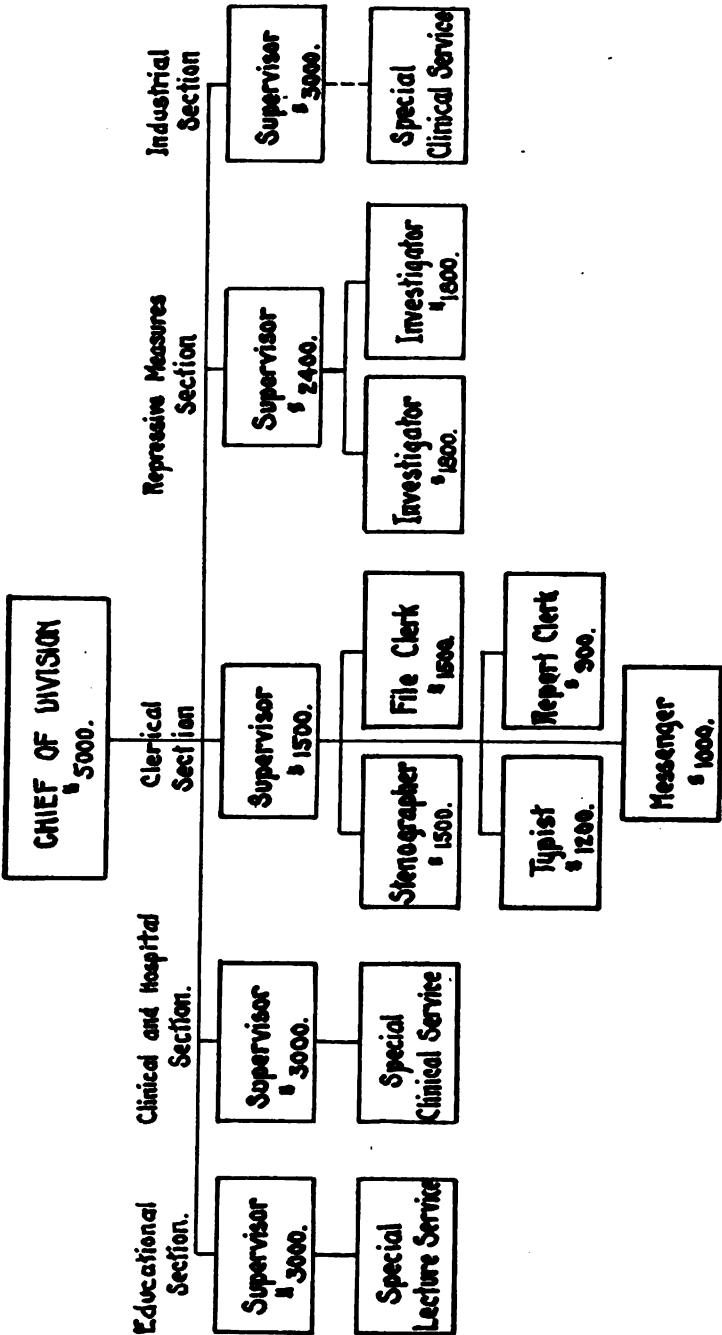 CHIEF OF DIVISION
$ 5000.
Educational
Section.
Supervisor
$ 3000.
Special
Lecture Service
Clinical and Hospital
Section.
Supervisor
$ 3000.
Special
Clinical Service
Clerical
Section
Supervisor
$ 1500.
Stenographer
$ 1500.
File Clerk
Typist
$ 1200.
Report Clerk
$ 900.
Messenger
$ 1000.
Repressive Measures
Section
Supervisor
$ 2400.
Investigator
$ 1800.
Investigator
$ 1800.
Industrial
Section
Supervisor
$ 3000.
Special
Clinical Service